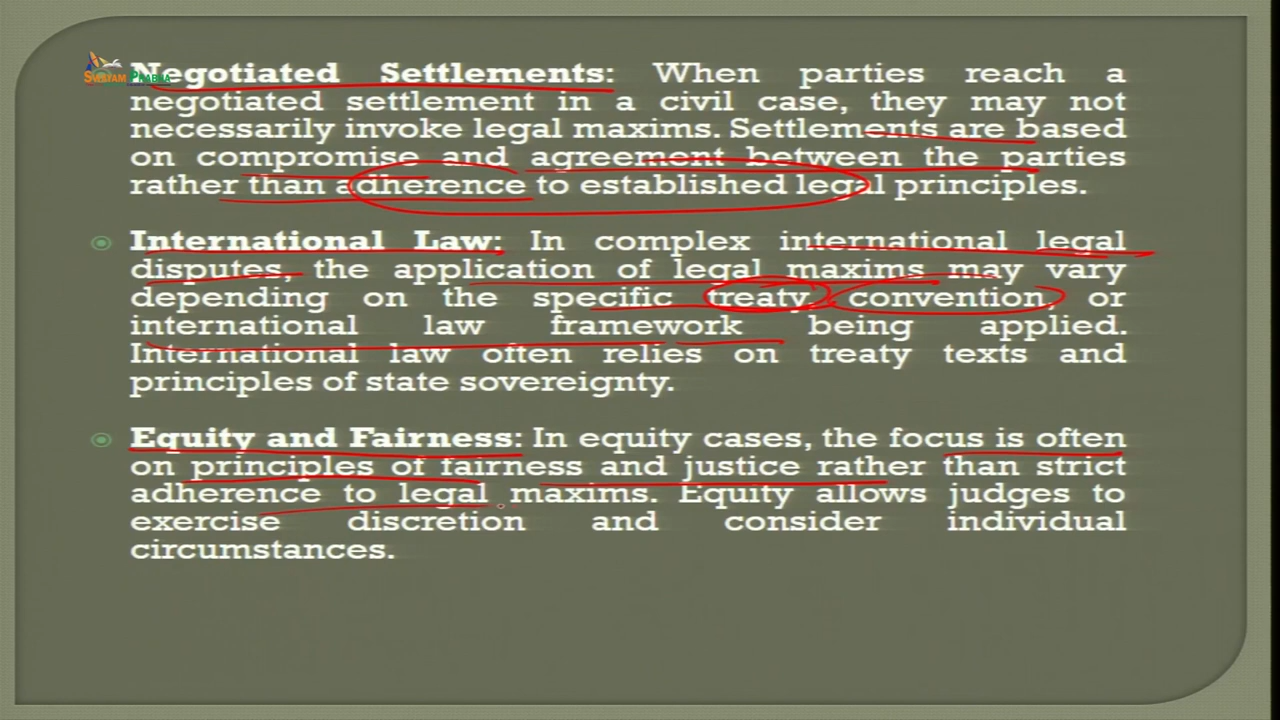 SWAYAM PRABHA
Negotiated Settlements: When parties reach a
negotiated settlement in a civil case, they may not
necessarily invoke legal maxims. Settlements are based
on compromise and agreement between the parties
rather than adherence to established legal principles.
International Law: In complex international legal
disputes, the application of legal maxims may vary
depending on the specific treaty, convention, or
international law framework being applied.
International law often relies on treaty texts and
principles of state sovereignty.
Equity and Fairness: In equity cases, the focus is often
on principles of fairness and justice rather than strict
adherence to legal maxims. Equity allows judges to
exercise discretion and consider individual
circumstances.